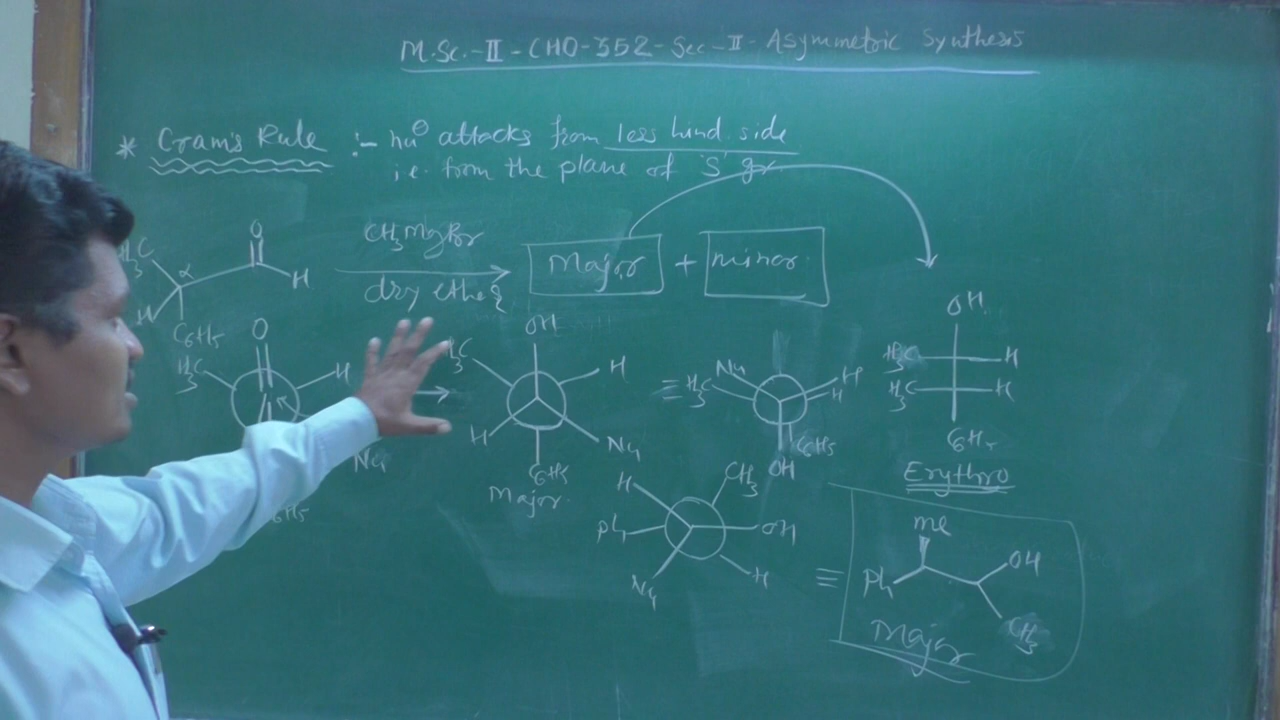 M.Sc.-II-CHO-352-Sec-II-Asymmetric Synthesis
* Cram's Rule :- nu⊖ attacks from less hind. side
i.e. from the plane of 'S' gr.
H3C α O H
H C6H5
CH3MgBr
dry ether
Major + minor
O
H3C H
Nu
C6H5
OH
H3C H
H Nu
C6H5
Major
≡
Nu H
H3C H
C6H5
OH
OH
H3C H
H3C H
C6H5
Erythro
H CH3
Ph OH
Nu H
≡
me
Ph OH
CH3
Major